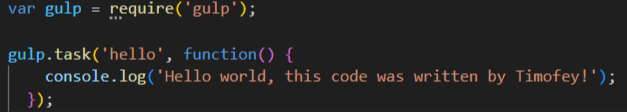 var gulp = require('gulp');
gulp.task('hello', function() {
console.log('Hello world, this code was written by Timofey!');
});